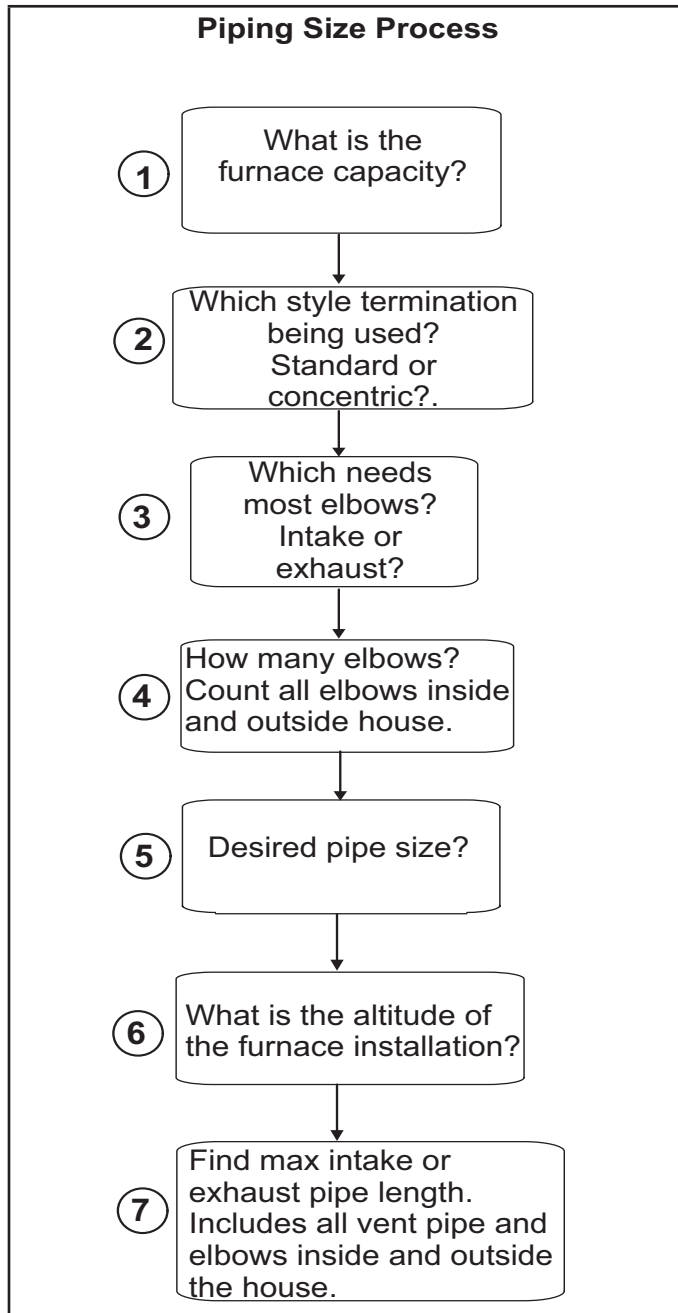 Piping Size Process
1
What is the
furnace capacity?
2
Which style termination
being used?
Standard or
concentric?.
3
Which needs
most elbows?
Intake or
exhaust?
4
How many elbows?
Count all elbows inside
and outside house.
5
Desired pipe size?
6
What is the altitude of
the furnace installation?
7
Find max intake or
exhaust pipe length.
Includes all vent pipe and
elbows inside and outside
the house.